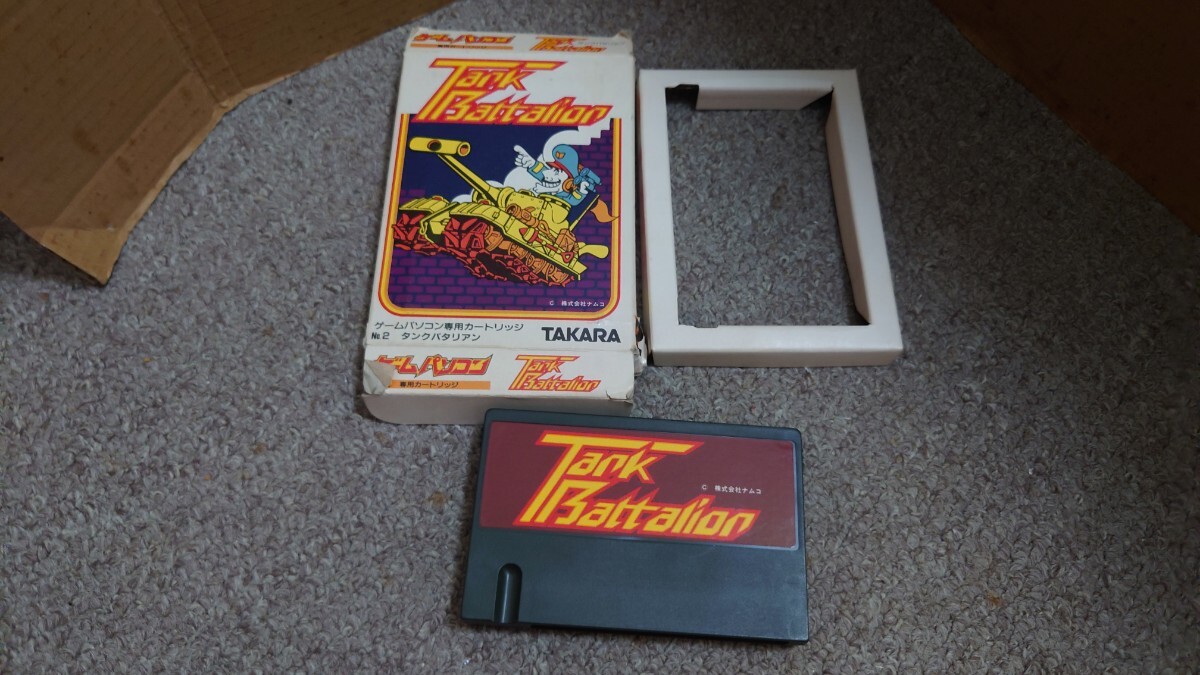 ゲームパソコン
Tank
Battalion
Tank
Battalion
© 株式会社ナムコ
ゲームパソコン専用カートリッジ
№2 タンクバタリアン
TAKARA
ゲームパソコン
専用カートリッジ
Tank
Battalion
Tank
Battalion
© 株式会社ナムコ